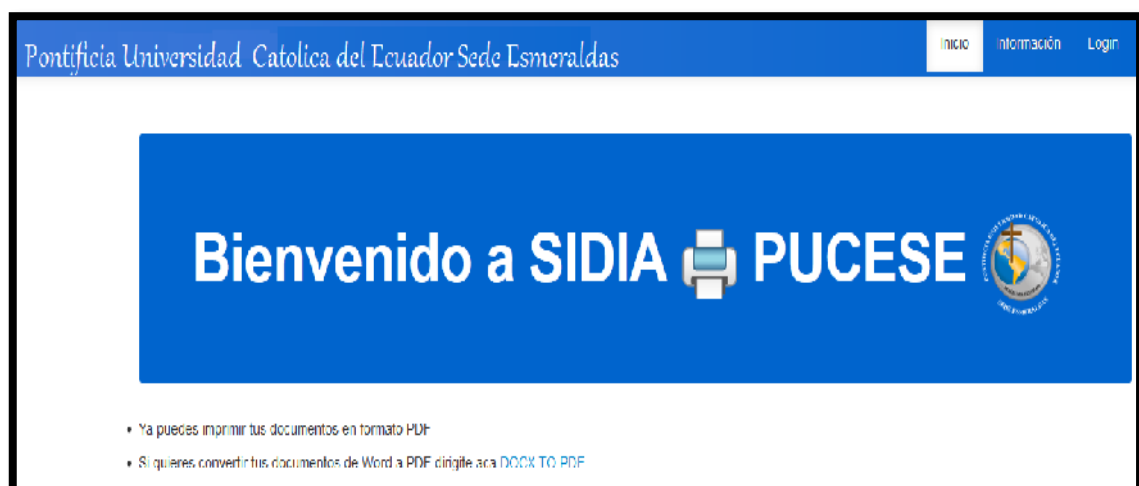 Pontificia Universidad Catolica del Ecuador Sede Esmeraldas
Inicio Información Login
Bienvenido a SIDIA PUCESE
Ya puedes imprimir tus documentos en formato PDF
Si quieres convertir tus documentos de Word a PDF dirigite aca DOCX TO PDF